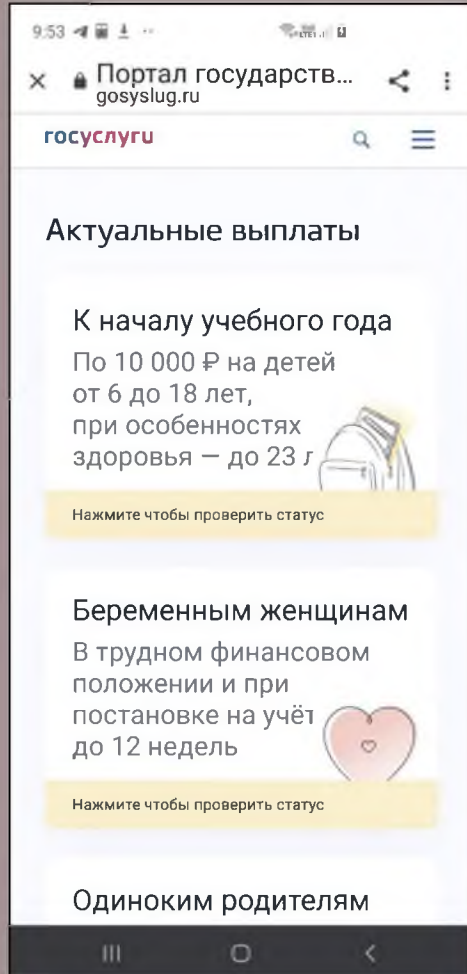 9:53
Портал государств...
gosyslug.ru
госуслуги
Актуальные выплаты
К началу учебного года
По 10 000 ₽ на детей
от 6 до 18 лет,
при особенностях
здоровья — до 23 л
Нажмите чтобы проверить статус
Беременным женщинам
В трудном финансовом
положении и при
постановке на учёт
до 12 недель
Нажмите чтобы проверить статус
Одиноким родителям